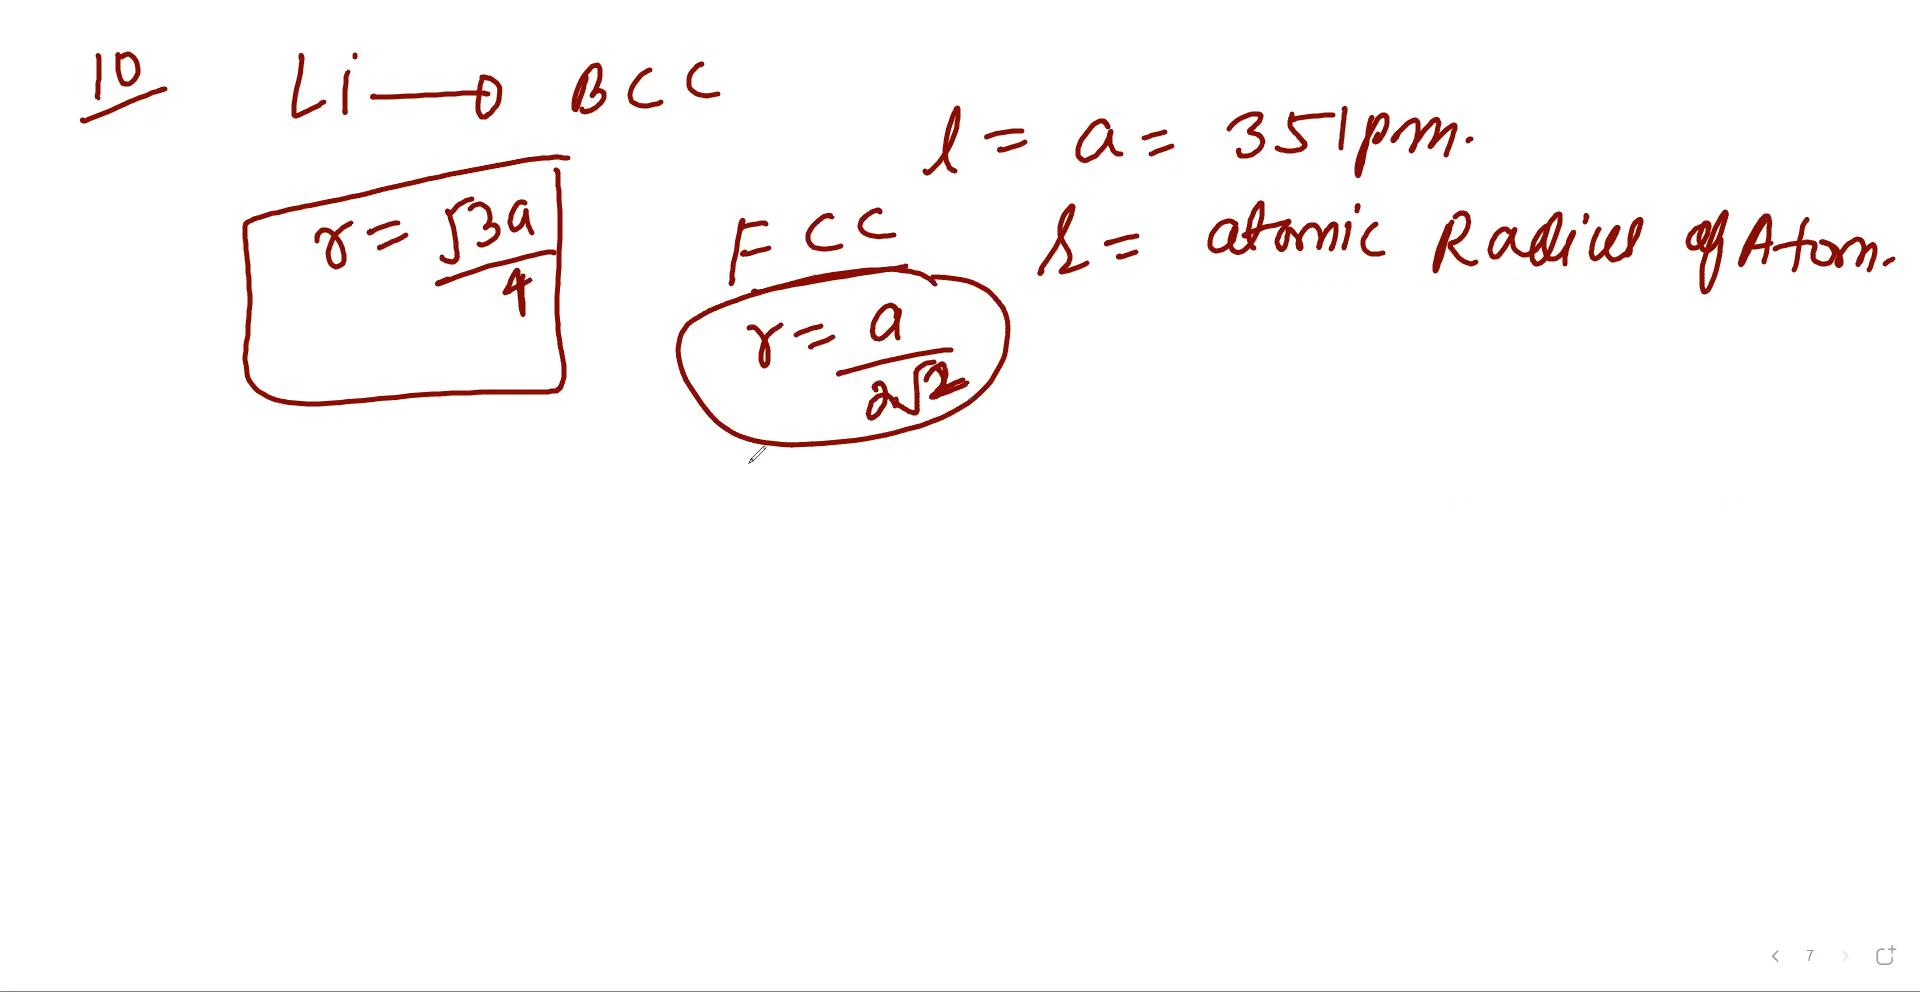 10
Li → BCC
l = a = 351pm.
r = √3a/4
FCC
r = atomic Radius of Atom.
r = a/2√2
7